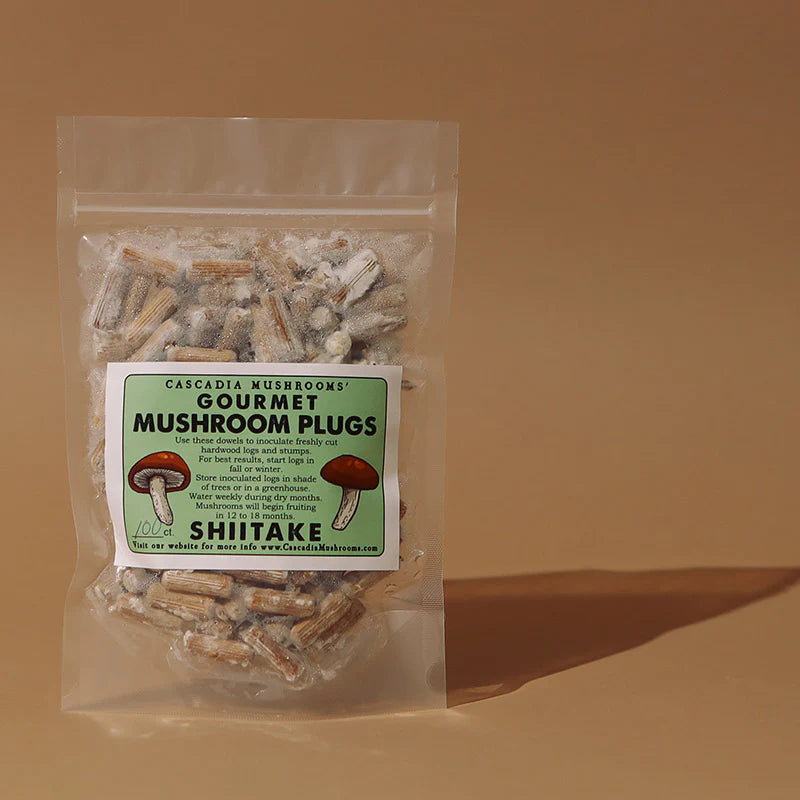 CASCADIA MUSHROOMS'
GOURMET
MUSHROOM PLUGS
Use these dowels to inoculate freshly cut
hardwood logs and stumps.
For best results, start logs in
fall or winter.
Store inoculated logs in shade
of trees or in a greenhouse.
Water weekly during dry months.
Mushrooms will begin fruiting
in 12 to 18 months.
100 ct. SHIITAKE
Visit our website for more info www.CascadiaMushrooms.com